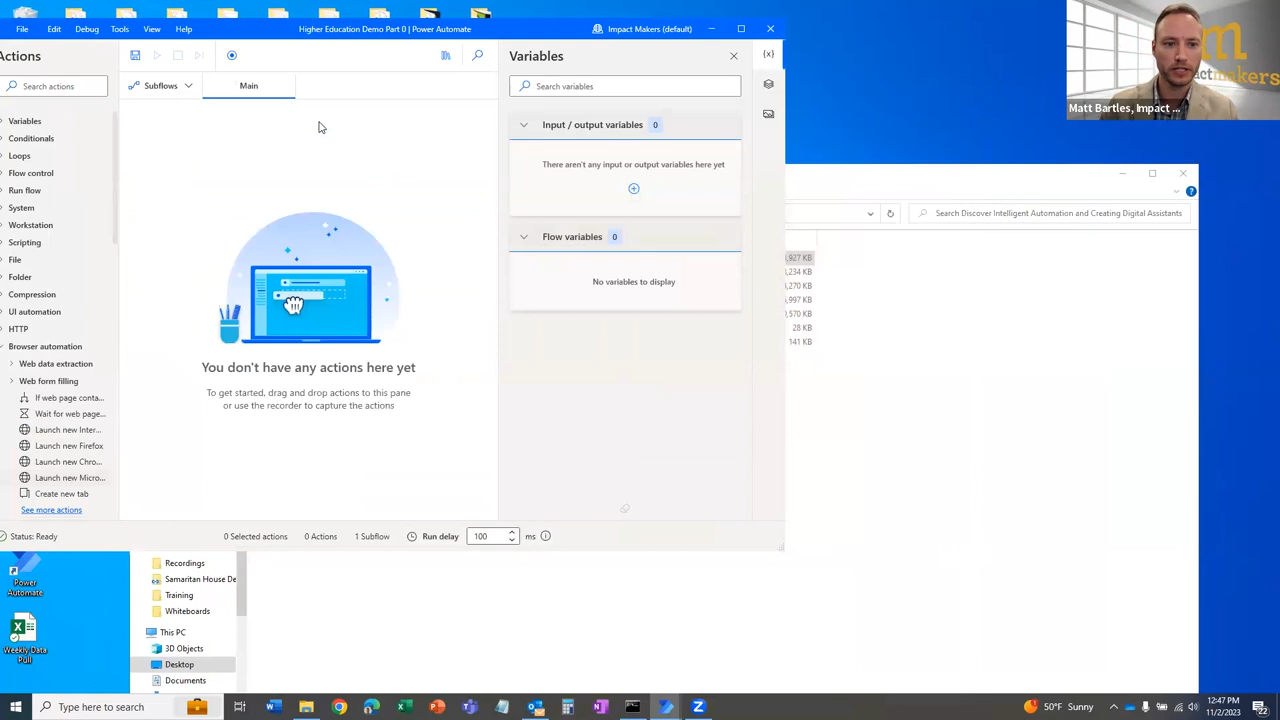 File Edit Debug Tools View Help
Higher Education Demo Part 0 | Power Automate
Impact Makers (default)
Actions
Search actions
Variables
Conditionals
Loops
Flow control
Run flow
System
Workstation
Scripting
File
Folder
Compression
UI automation
HTTP
Browser automation
Web data extraction
Web form filling
If web page conta...
Wait for web page...
Launch new Inter...
Launch new Firefox
Launch new Chro...
Launch new Micro...
Create new tab
See more actions
Subflows
Main
You don't have any actions here yet
To get started, drag and drop actions to this pane
or use the recorder to capture the actions
Variables
{x}
Search variables
Input / output variables 0
There aren't any input or output variables here yet
Flow variables 0
No variables to display
Status: Ready
0 Selected actions
0 Actions
1 Subflow
Run delay
100
ms
Matt Bartles, Impact ...
Search Discover Intelligent Automation and Creating Digital Assistants
,927 KB
,234 KB
,270 KB
,997 KB
,570 KB
28 KB
141 KB
Power
Automate
Weekly Data
Pull
Recordings
Samaritan House De
Training
Whiteboards
This PC
3D Objects
Desktop
Documents
Type here to search
50°F Sunny
12:47 PM
11/2/2023
22